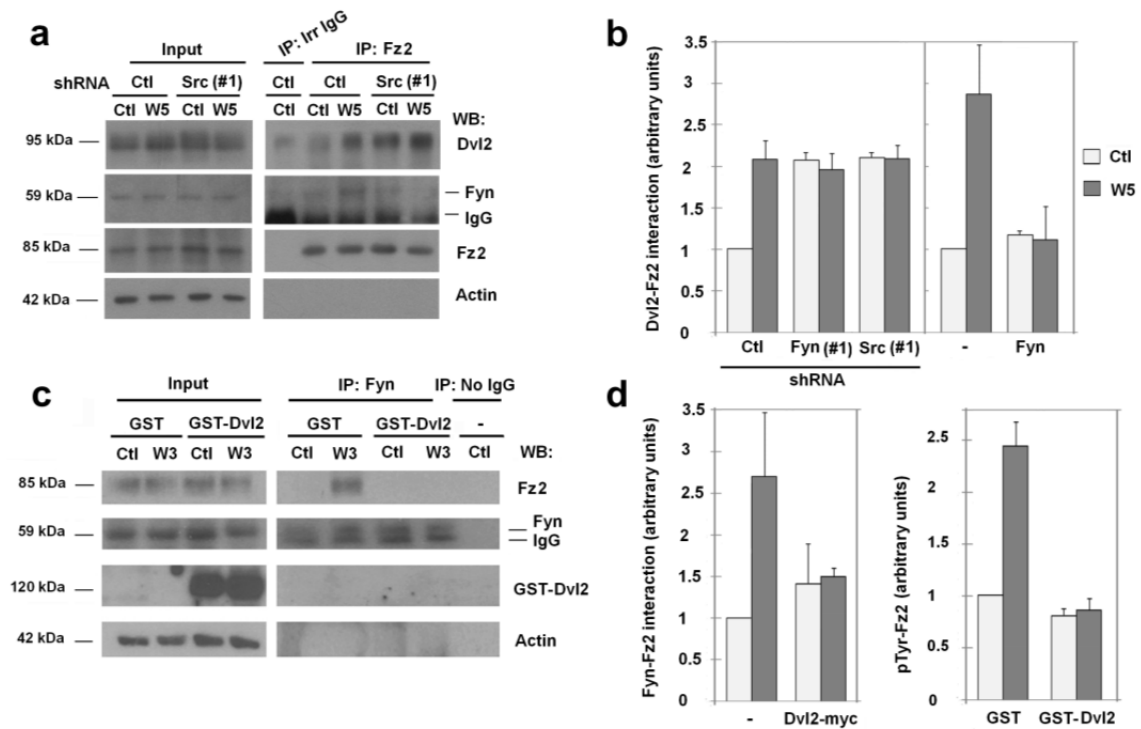 a
Input
IP: Irr IgG
IP: Fz2
shRNA
Ctl
Src (#1)
Ctl
Ctl
Src (#1)
Ctl W5 Ctl W5
Ctl Ctl W5 Ctl W5
WB:
95 kDa
Dvl2
59 kDa
Fyn
IgG
85 kDa
Fz2
42 kDa
Actin
b
Dvl2-Fz2 interaction (arbitrary units)
3.5
3
2.5
2
1.5
1
0.5
0
Ctl
Fyn (#1)
Src (#1)
-
Fyn
shRNA
Ctl
W5
c
Input
IP: Fyn
IP: No IgG
GST
GST-Dvl2
GST
GST-Dvl2
-
Ctl W3 Ctl W3
Ctl W3 Ctl W3 Ctl
WB:
85 kDa
Fz2
59 kDa
Fyn
IgG
120 kDa
GST-Dvl2
42 kDa
Actin
d
Fyn-Fz2 interaction (arbitrary units)
3.5
3
2.5
2
1.5
1
0.5
0
-
Dvl2-myc
pTyr-Fz2 (arbitrary units)
2.5
2
1.5
1
0.5
0
GST
GST-Dvl2